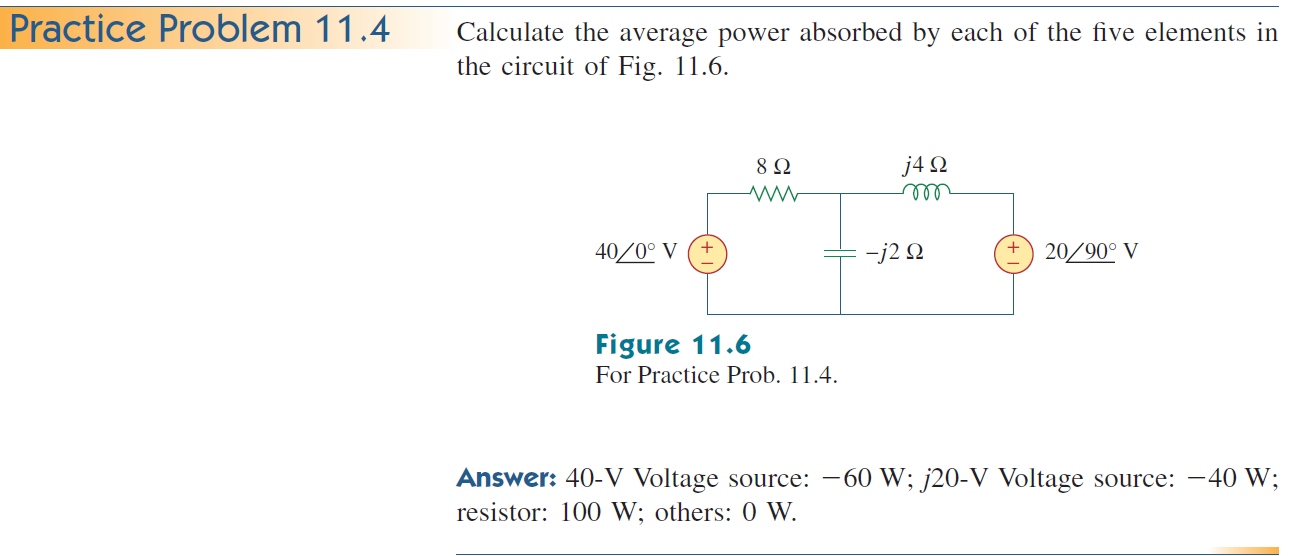 Practice Problem 11.4
Calculate the average power absorbed by each of the five elements in
the circuit of Fig. 11.6.
8 Ω
j4 Ω
40/0° V
+
−
-j2 Ω
+
−
20/90° V
Figure 11.6
For Practice Prob. 11.4.
Answer: 40-V Voltage source: −60 W; j20-V Voltage source: −40 W;
resistor: 100 W; others: 0 W.